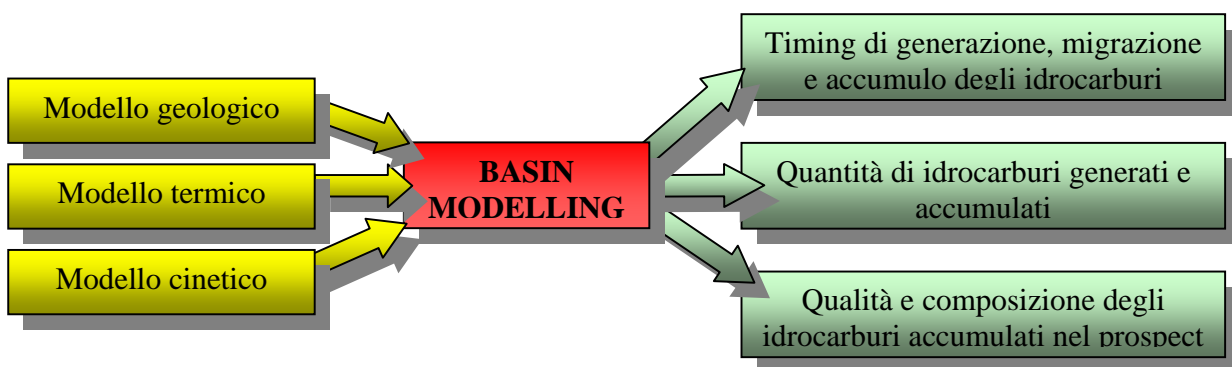 Modello geologico
Modello termico
Modello cinetico
BASIN
MODELLING
Timing di generazione, migrazione
e accumulo degli idrocarburi
Quantità di idrocarburi generati e
accumulati
Qualità e composizione degli
idrocarburi accumulati nel prospect